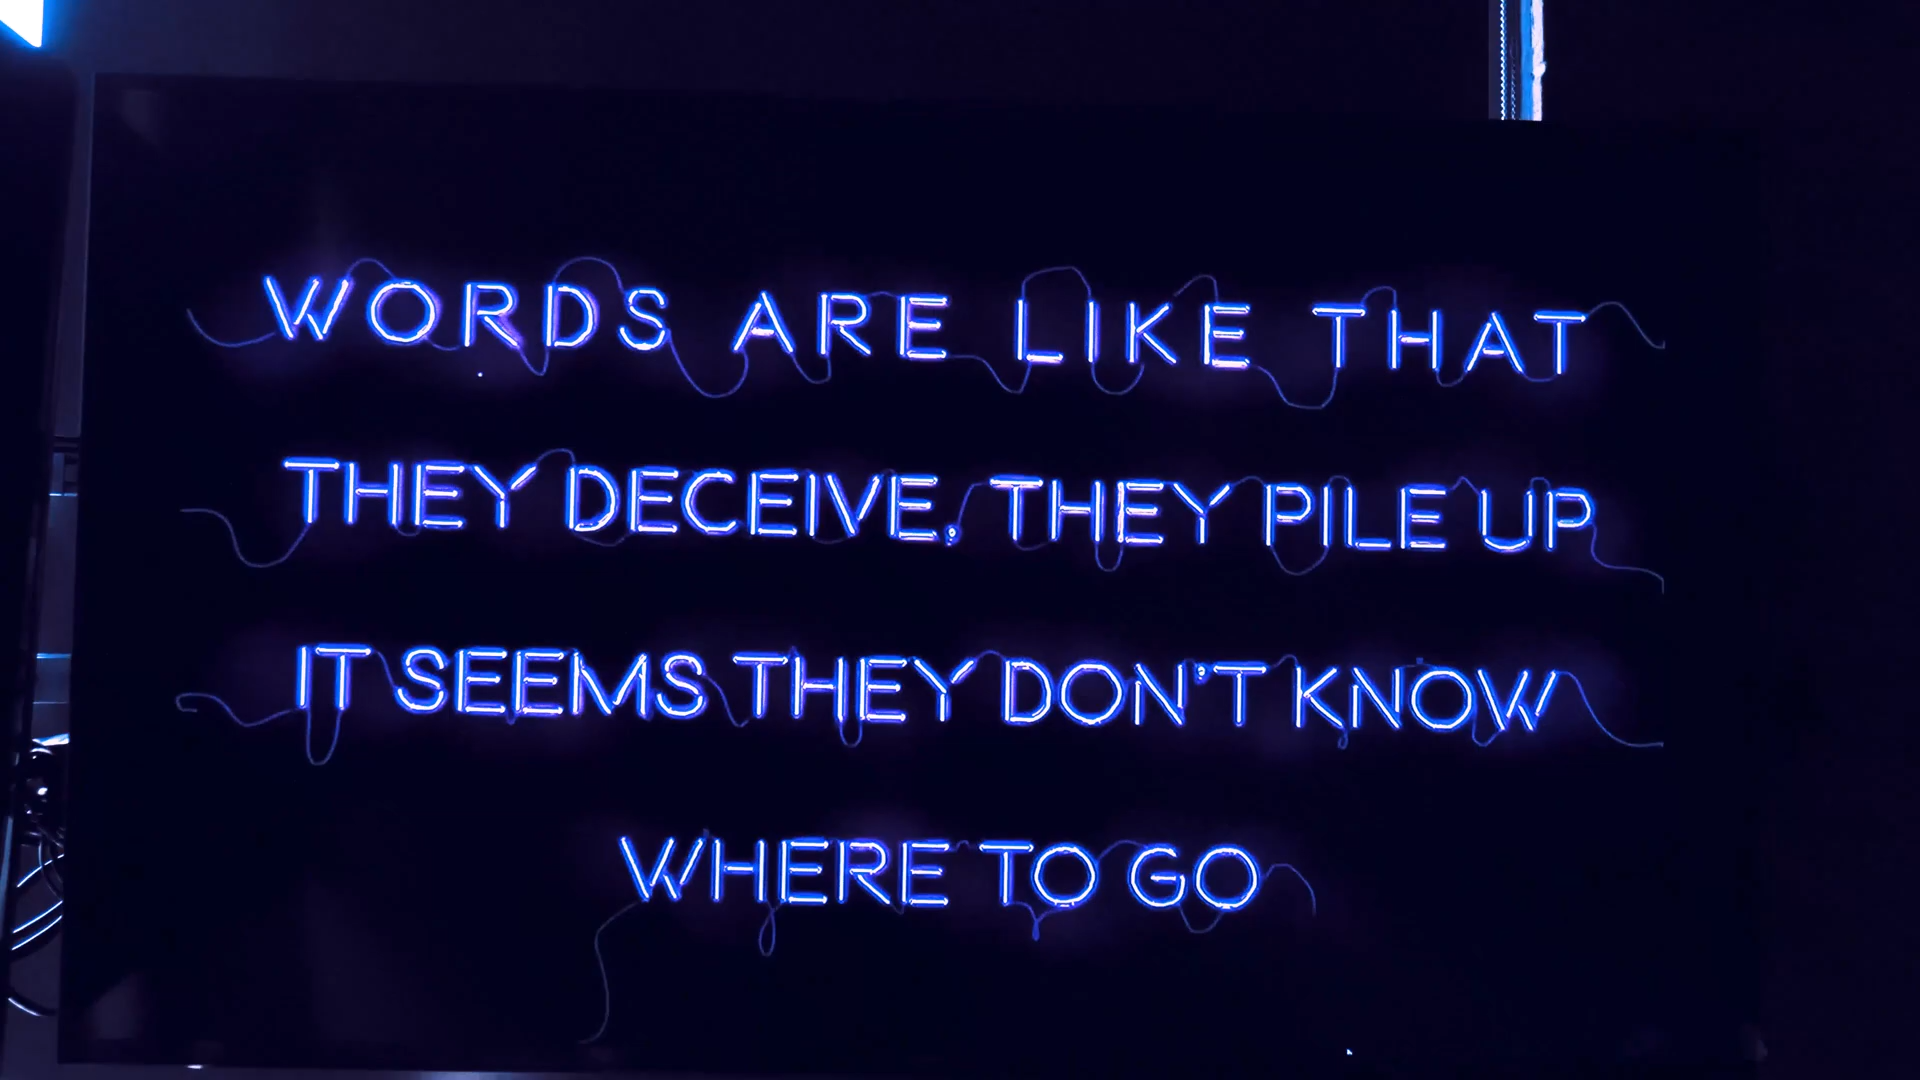 WORDS ARE LIKE THAT
THEY DECEIVE, THEY PILE UP
IT SEEMS THEY DON'T KNOW
WHERE TO GO